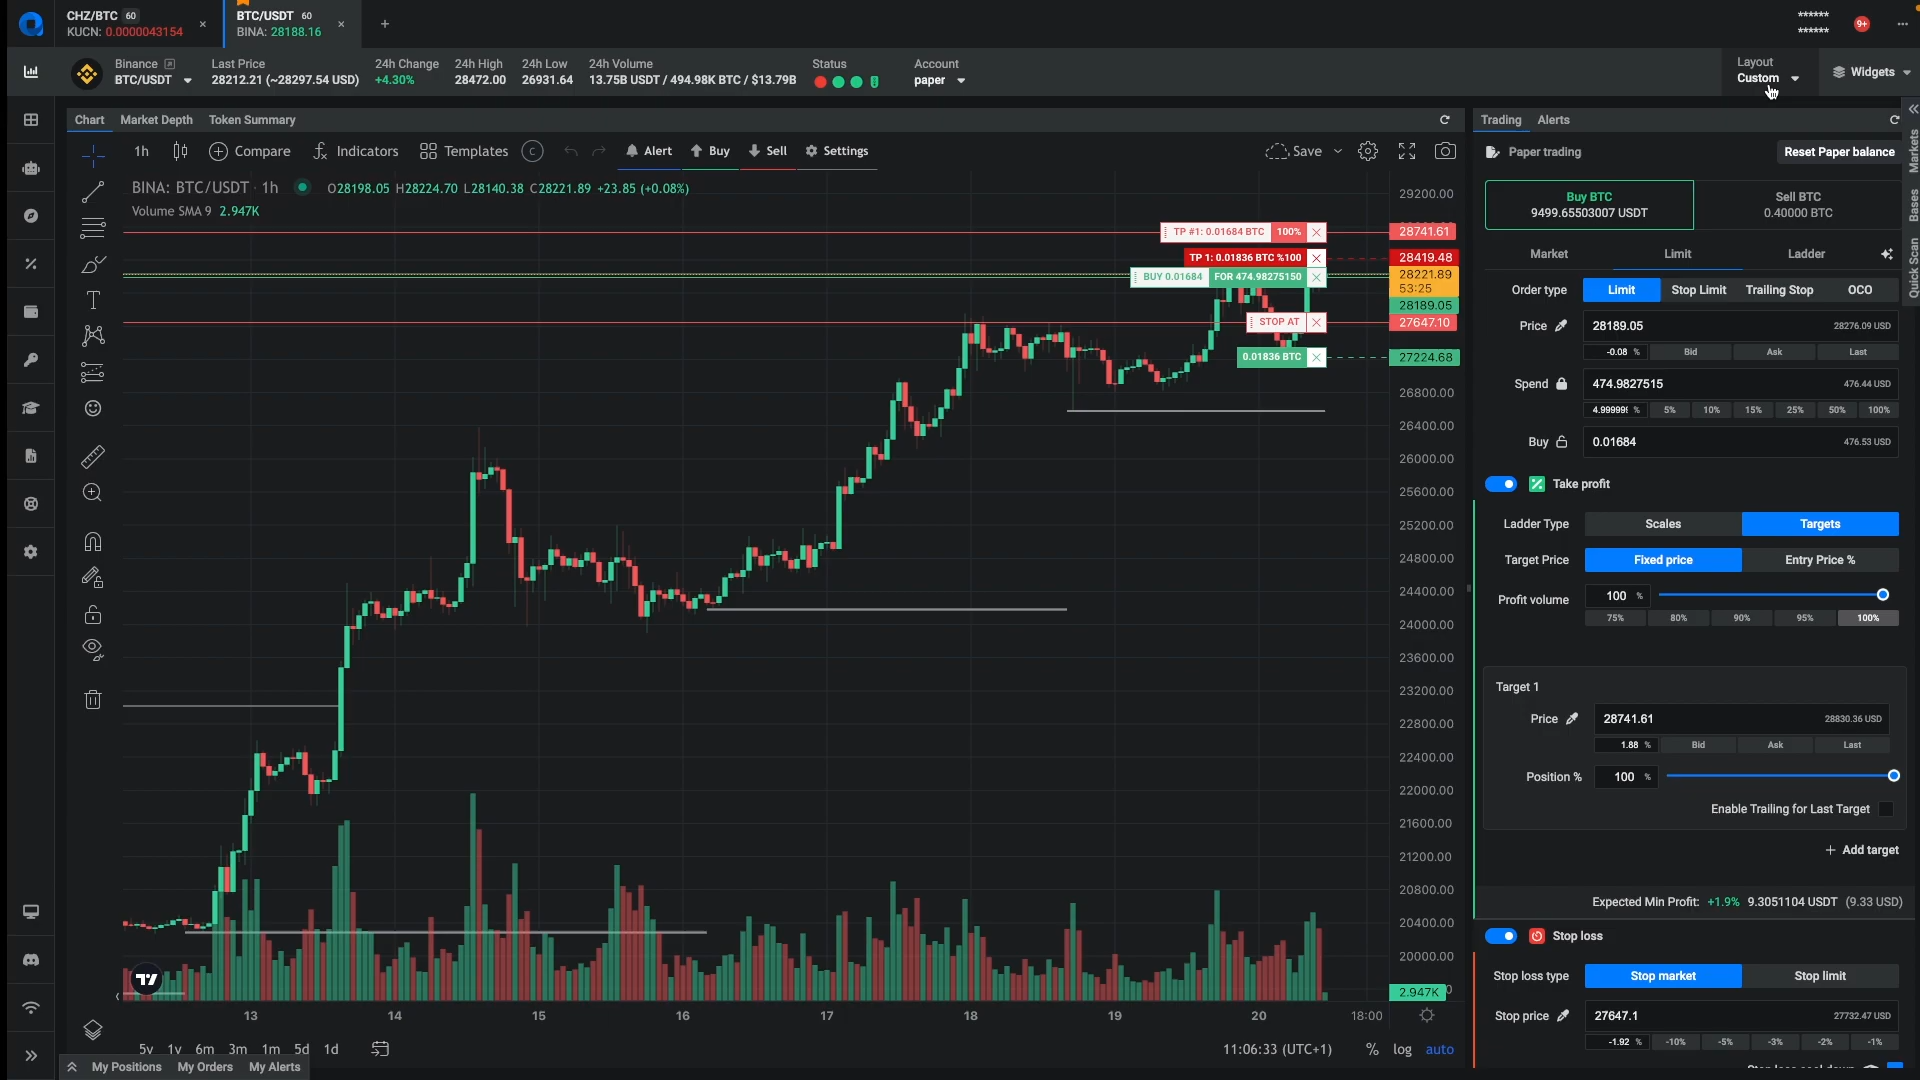 CHZ/BTC 60
KUCN: 0.0000043154
BTC/USDT 60
BINA: 28188.16
******
******
9+
Binance
BTC/USDT
Last Price
28212.21 (~28297.54 USD)
24h Change
+4.30%
24h High
28472.00
24h Low
26931.64
24h Volume
13.75B USDT / 494.98K BTC / $13.79B
Status
Account
paper
Layout
Custom
Widgets
Chart Market Depth Token Summary
1h Compare Indicators Templates C Alert Buy Sell Settings Save
BINA: BTC/USDT · 1h O28198.05 H28224.70 L28140.38 C28221.89 +23.85 (+0.08%)
Volume SMA 9 2.947K
29200.00
TP #1: 0.01684 BTC 100% 28741.61
TP 1: 0.01836 BTC %100 28419.48
BUY 0.01684 FOR 474.98275150 28221.89
53:25
28189.05
STOP AT 27647.10
0.01836 BTC 27224.68
26800.00
26400.00
26000.00
25600.00
25200.00
24800.00
24400.00
24000.00
23600.00
23200.00
22800.00
22400.00
22000.00
21600.00
21200.00
20800.00
20400.00
20000.00
2.947K
13 14 15 16 17 18 19 20 18:00
5y 1y 6m 3m 1m 5d 1d
11:06:33 (UTC+1) % log auto
My Positions My Orders My Alerts
Trading Alerts
Paper trading Reset Paper balance
Buy BTC
9499.65503007 USDT
Sell BTC
0.40000 BTC
Market Limit Ladder
Order type Limit Stop Limit Trailing Stop OCO
Price 28189.05 28276.09 USD
-0.08 % Bid Ask Last
Spend 474.9827515 476.44 USD
% 5% 10% 15% 25% 50% 100%
Buy 0.01684 476.53 USD
Take profit
Ladder Type Scales Targets
Target Price Fixed price Entry Price %
Profit volume 100 %
75% 80% 90% 95% 100%
Target 1
Price 28741.61 28830.36 USD
1.88 % Bid Ask Last
Position % 100 %
Enable Trailing for Last Target
+ Add target
Expected Min Profit: +1.9% 9.3051104 USDT (9.33 USD)
Stop loss
Stop loss type Stop market Stop limit
Stop price 27647.1 27732.47 USD
-1.92 % -10% -5% -3% -2% -1%
Markets
Bases
Quick Scan